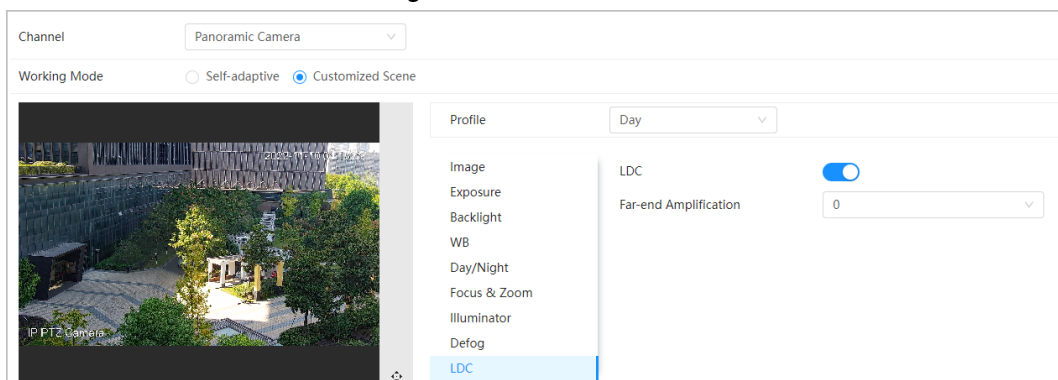 Channel
Panoramic Camera
Working Mode
Self-adaptive
Customized Scene
Profile
Day
Image
Exposure
Backlight
WB
Day/Night
Focus & Zoom
Illuminator
Defog
LDC
LDC
Far-end Amplification
0
IP PTZ Camera